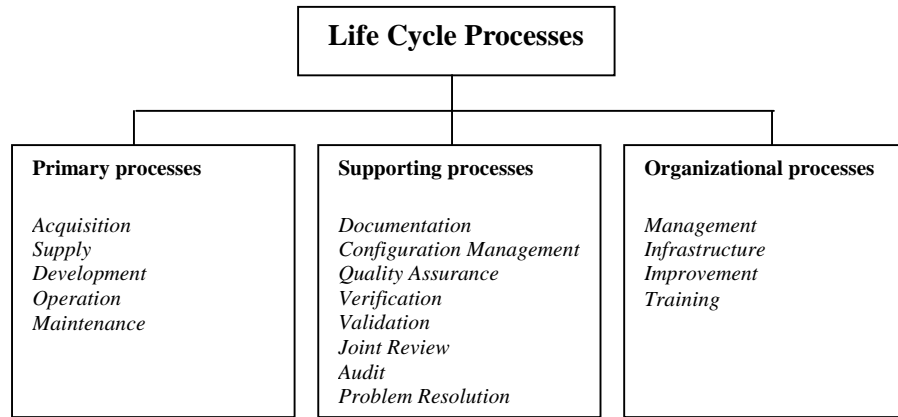 Life Cycle Processes
Primary processes
Acquisition
Supply
Development
Operation
Maintenance
Supporting processes
Documentation
Configuration Management
Quality Assurance
Verification
Validation
Joint Review
Audit
Problem Resolution
Organizational processes
Management
Infrastructure
Improvement
Training